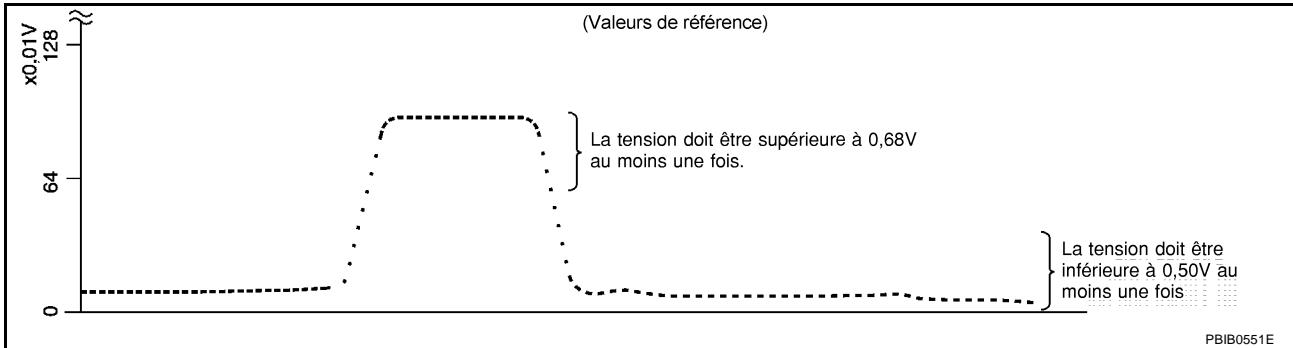 (Valeurs de référence)
x0,01V
128
64
0
La tension doit être supérieure à 0,68V
au moins une fois.
La tension doit être
inférieure à 0,50V au
moins une fois
PBIB0551E